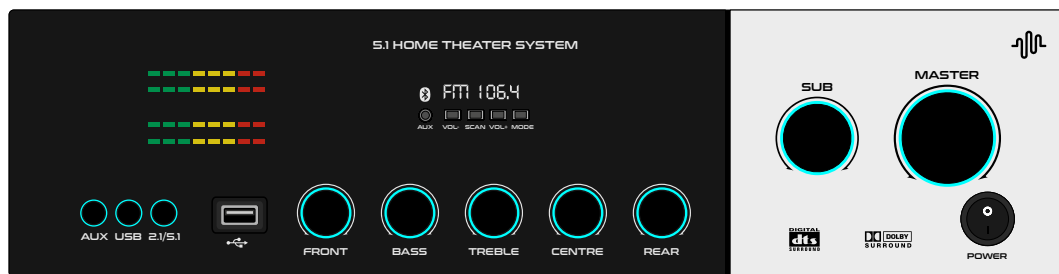 5.1 HOME THEATER SYSTEM
FM 106.4
AUX VOL- SCAN VOL+ MODE
AUX USB 2.1/5.1
FRONT BASS TREBLE CENTRE REAR
SUB
MASTER
DIGITAL
dts
SURROUND
DOLBY
SURROUND
POWER